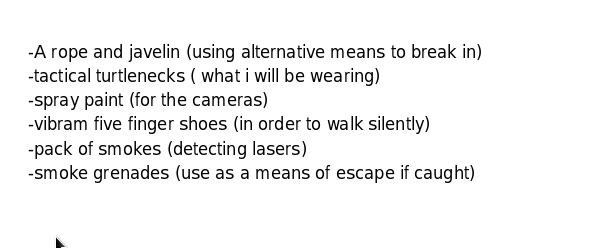 -A rope and javelin (using alternative means to break in)
-tactical turtlenecks ( what i will be wearing)
-spray paint (for the cameras)
-vibram five finger shoes (in order to walk silently)
-pack of smokes (detecting lasers)
-smoke grenades (use as a means of escape if caught)